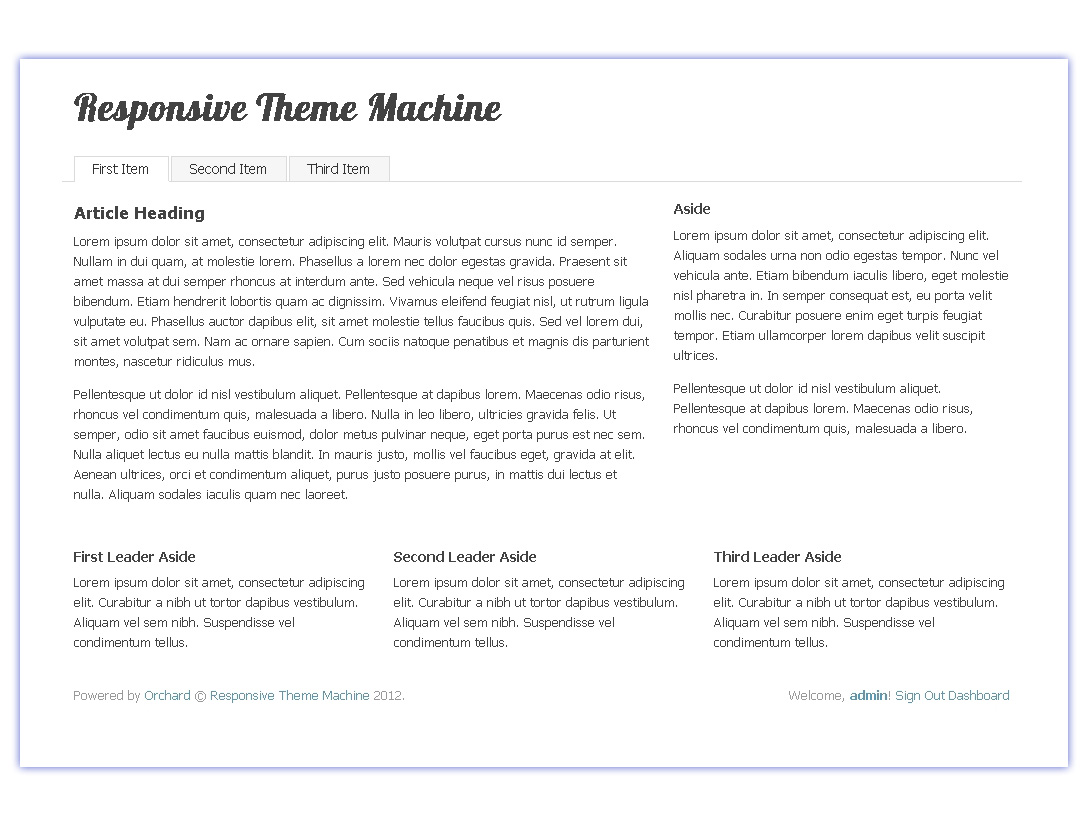 Responsive Theme Machine
First Item
Second Item
Third Item
Article Heading
Lorem ipsum dolor sit amet, consectetur adipiscing elit. Mauris volutpat cursus nunc id semper.
Nullam in dui quam, at molestie lorem. Phasellus a lorem nec dolor egestas gravida. Praesent sit
amet massa at dui semper rhoncus at interdum ante. Sed vehicula neque vel risus posuere
bibendum. Etiam hendrerit lobortis quam ac dignissim. Vivamus eleifend feugiat nisl, ut rutrum ligula
vulputate eu. Phasellus auctor dapibus elit, sit amet molestie tellus faucibus quis. Sed vel lorem dui,
sit amet volutpat sem. Nam ac ornare sapien. Cum sociis natoque penatibus et magnis dis parturient
montes, nascetur ridiculus mus.
Pellentesque ut dolor id nisl vestibulum aliquet. Pellentesque at dapibus lorem. Maecenas odio risus,
rhoncus vel condimentum quis, malesuada a libero. Nulla in leo libero, ultricies gravida felis. Ut
semper, odio sit amet faucibus euismod, dolor metus pulvinar neque, eget porta purus est nec sem.
Nulla aliquet lectus eu nulla mattis blandit. In mauris justo, mollis vel faucibus eget, gravida at elit.
Aenean ultrices, orci et condimentum aliquet, purus justo posuere purus, in mattis dui lectus et
nulla. Aliquam sodales iaculis quam nec laoreet.
Aside
Lorem ipsum dolor sit amet, consectetur adipiscing elit.
Aliquam sodales urna non odio egestas tempor. Nunc vel
vehicula ante. Etiam bibendum iaculis libero, eget molestie
nisl pharetra in. In semper consequat est, eu porta velit
mollis nec. Curabitur posuere enim eget turpis feugiat
tempor. Etiam ullamcorper lorem dapibus velit suscipit
ultrices.
Pellentesque ut dolor id nisl vestibulum aliquet.
Pellentesque at dapibus lorem. Maecenas odio risus,
rhoncus vel condimentum quis, malesuada a libero.
First Leader Aside
Lorem ipsum dolor sit amet, consectetur adipiscing
elit. Curabitur a nibh ut tortor dapibus vestibulum.
Aliquam vel sem nibh. Suspendisse vel
condimentum tellus.
Second Leader Aside
Lorem ipsum dolor sit amet, consectetur adipiscing
elit. Curabitur a nibh ut tortor dapibus vestibulum.
Aliquam vel sem nibh. Suspendisse vel
condimentum tellus.
Third Leader Aside
Lorem ipsum dolor sit amet, consectetur adipiscing
elit. Curabitur a nibh ut tortor dapibus vestibulum.
Aliquam vel sem nibh. Suspendisse vel
condimentum tellus.
Powered by Orchard © Responsive Theme Machine 2012.
Welcome, admin! Sign Out Dashboard